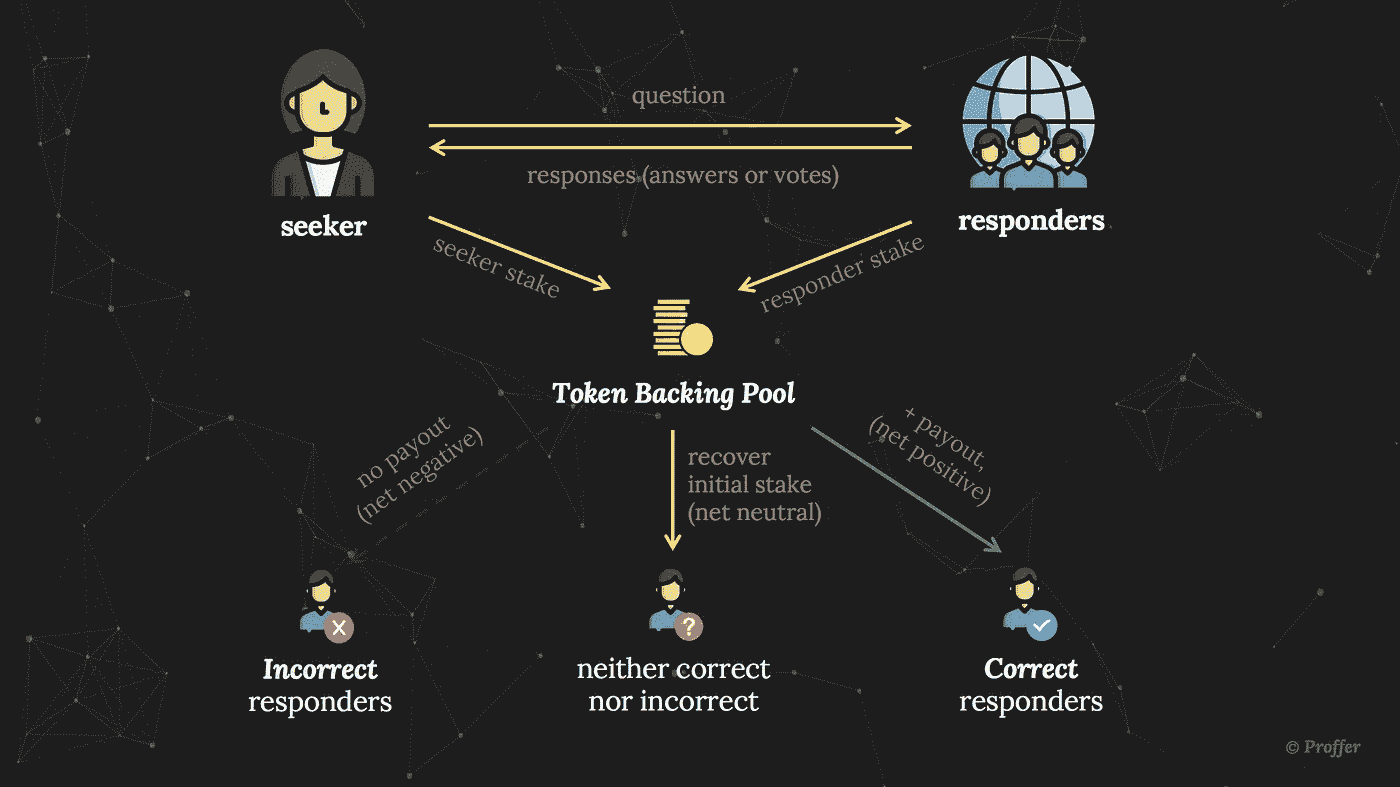 question
responses (answers or votes)
seeker
responders
seeker stake
responder stake
Token Backing Pool
no payout
(net negative)
recover
initial stake
(net neutral)
+ payout,
(net positive)
Incorrect
responders
neither correct
nor incorrect
Correct
responders
© Proffer